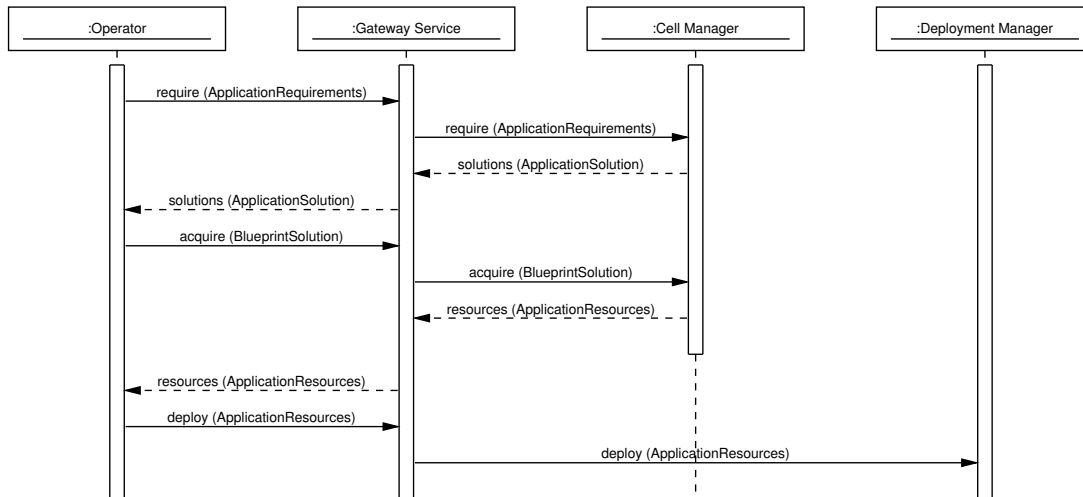 :Operator
:Gateway Service
:Cell Manager
:Deployment Manager
require (ApplicationRequirements)
require (ApplicationRequirements)
solutions (ApplicationSolution)
solutions (ApplicationSolution)
acquire (BlueprintSolution)
acquire (BlueprintSolution)
resources (ApplicationResources)
resources (ApplicationResources)
deploy (ApplicationResources)
deploy (ApplicationResources)